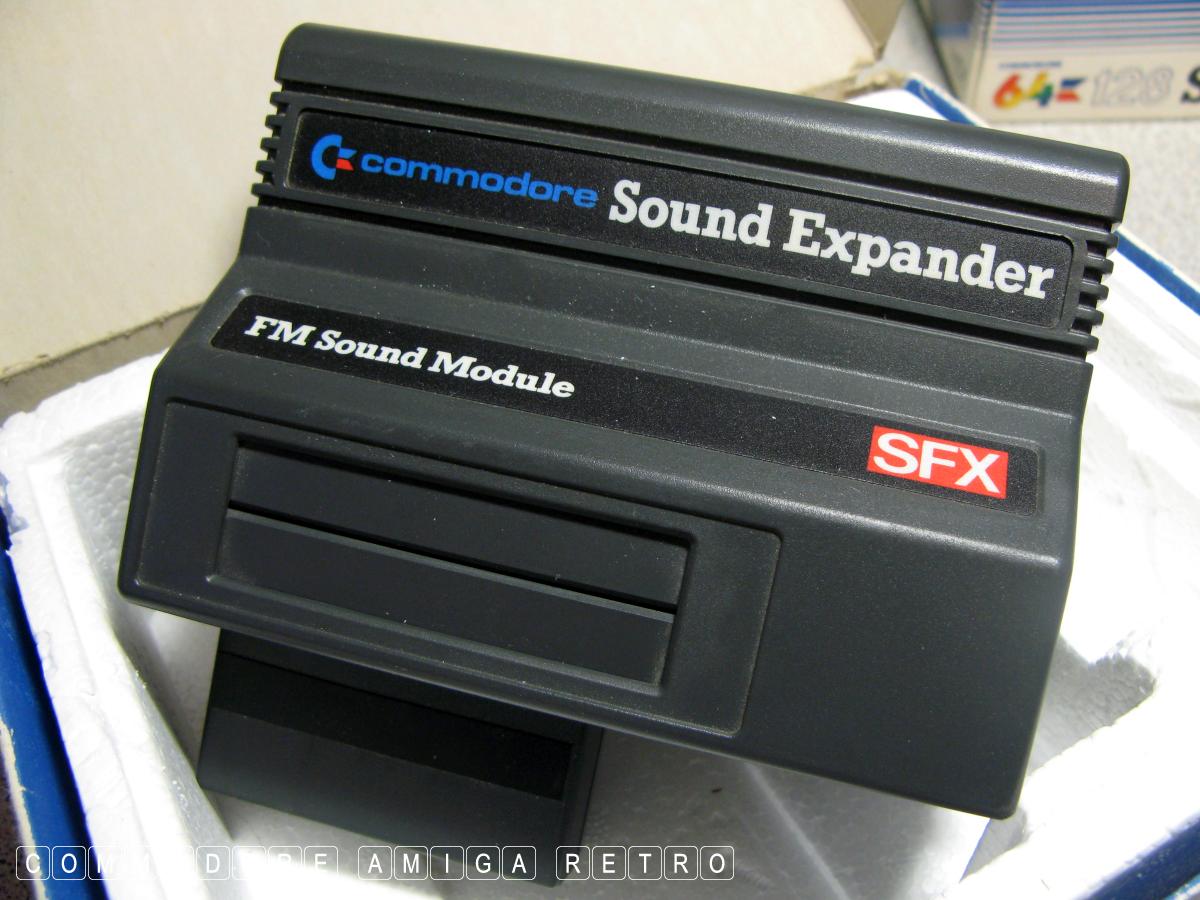 64 128 S
commodore Sound Expander
FM Sound Module
SFX
COMMODORE AMIGA RETRO